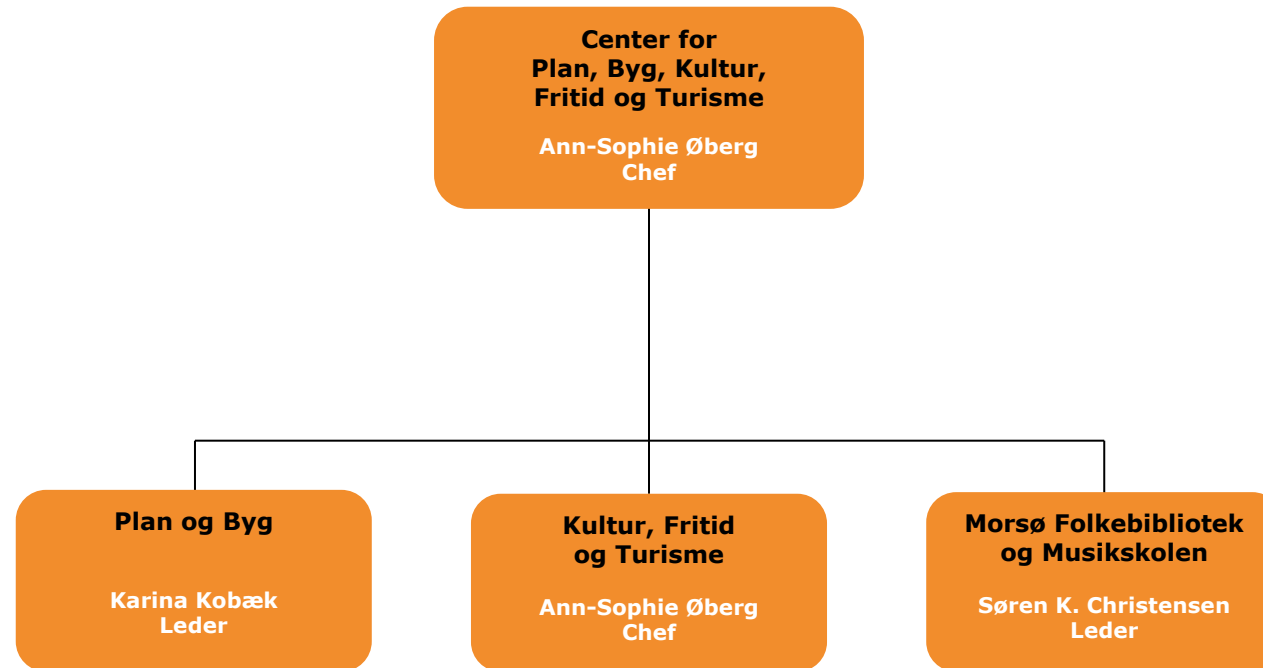 Center for
Plan, Byg, Kultur,
Fritid og Turisme
Ann-Sophie Øberg
Chef
Plan og Byg
Karina Kobæk
Leder
Kultur, Fritid
og Turisme
Ann-Sophie Øberg
Chef
Morsø Folkebibliotek
og Musikskolen
Søren K. Christensen
Leder